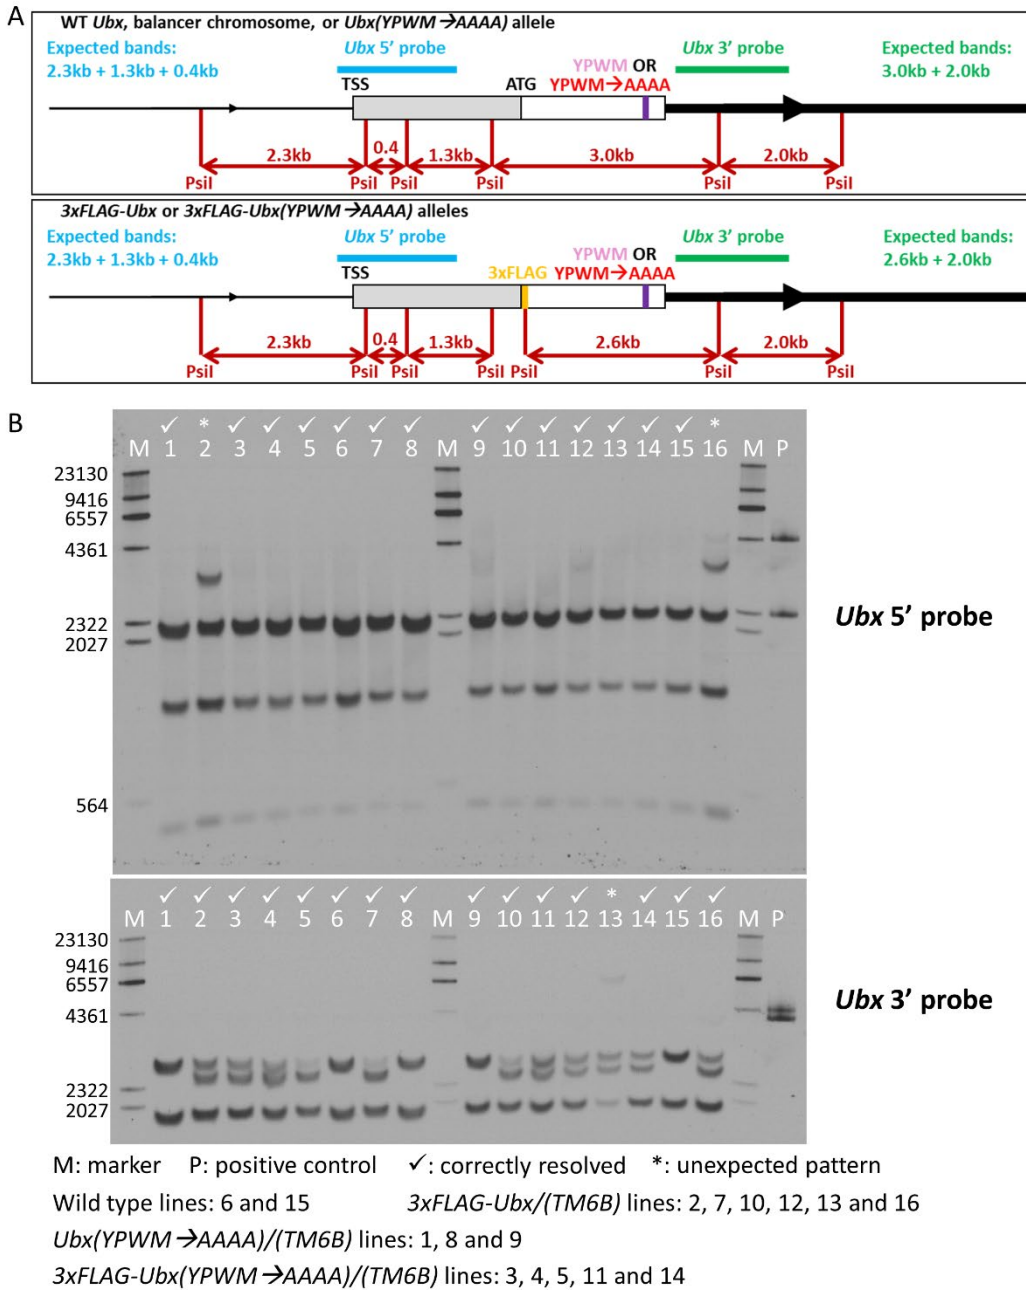 A
WT Ubx, balancer chromosome, or Ubx(YPWM→AAAA) allele
Expected bands:
2.3kb + 1.3kb + 0.4kb
Ubx 5' probe
Ubx 3' probe
Expected bands:
3.0kb + 2.0kb
YPWM OR
TSS ATG YPWM→AAAA
2.3kb 0.4 1.3kb 3.0kb 2.0kb
PsiI PsiI PsiI PsiI PsiI PsiI
3xFLAG-Ubx or 3xFLAG-Ubx(YPWM→AAAA) alleles
Expected bands:
2.3kb + 1.3kb + 0.4kb
Ubx 5' probe
Ubx 3' probe
Expected bands:
2.6kb + 2.0kb
YPWM OR
TSS 3xFLAG YPWM→AAAA
2.3kb 0.4 1.3kb 2.6kb 2.0kb
PsiI PsiI PsiI PsiI PsiI PsiI PsiI
B
✓ * ✓ ✓ ✓ ✓ ✓ ✓ ✓ ✓ ✓ ✓ ✓ ✓ ✓ *
M 1 2 3 4 5 6 7 8 M 9 10 11 12 13 14 15 16 M P
23130
9416
6557
4361
2322
2027
564
Ubx 5' probe
✓ ✓ ✓ ✓ ✓ ✓ ✓ ✓ ✓ ✓ ✓ ✓ * ✓ ✓ ✓
M 1 2 3 4 5 6 7 8 M 9 10 11 12 13 14 15 16 M P
23130
9416
6557
4361
2322
2027
Ubx 3' probe
M: marker P: positive control ✓: correctly resolved *: unexpected pattern
Wild type lines: 6 and 15 3xFLAG-Ubx/(TM6B) lines: 2, 7, 10, 12, 13 and 16
Ubx(YPWM→AAAA)/(TM6B) lines: 1, 8 and 9
3xFLAG-Ubx(YPWM→AAAA)/(TM6B) lines: 3, 4, 5, 11 and 14